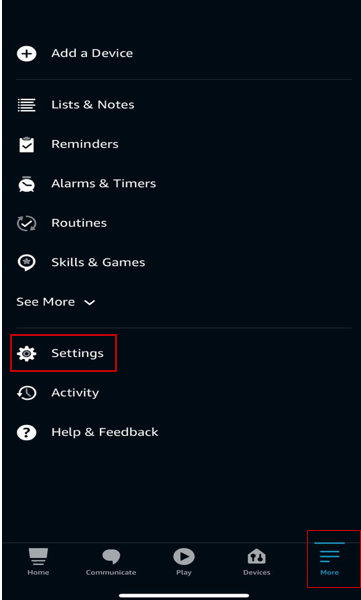 Add a Device
Lists & Notes
Reminders
Alarms & Timers
Routines
Skills & Games
See More
Settings
Activity
Help & Feedback
Home
Communicate
Play
Devices
More